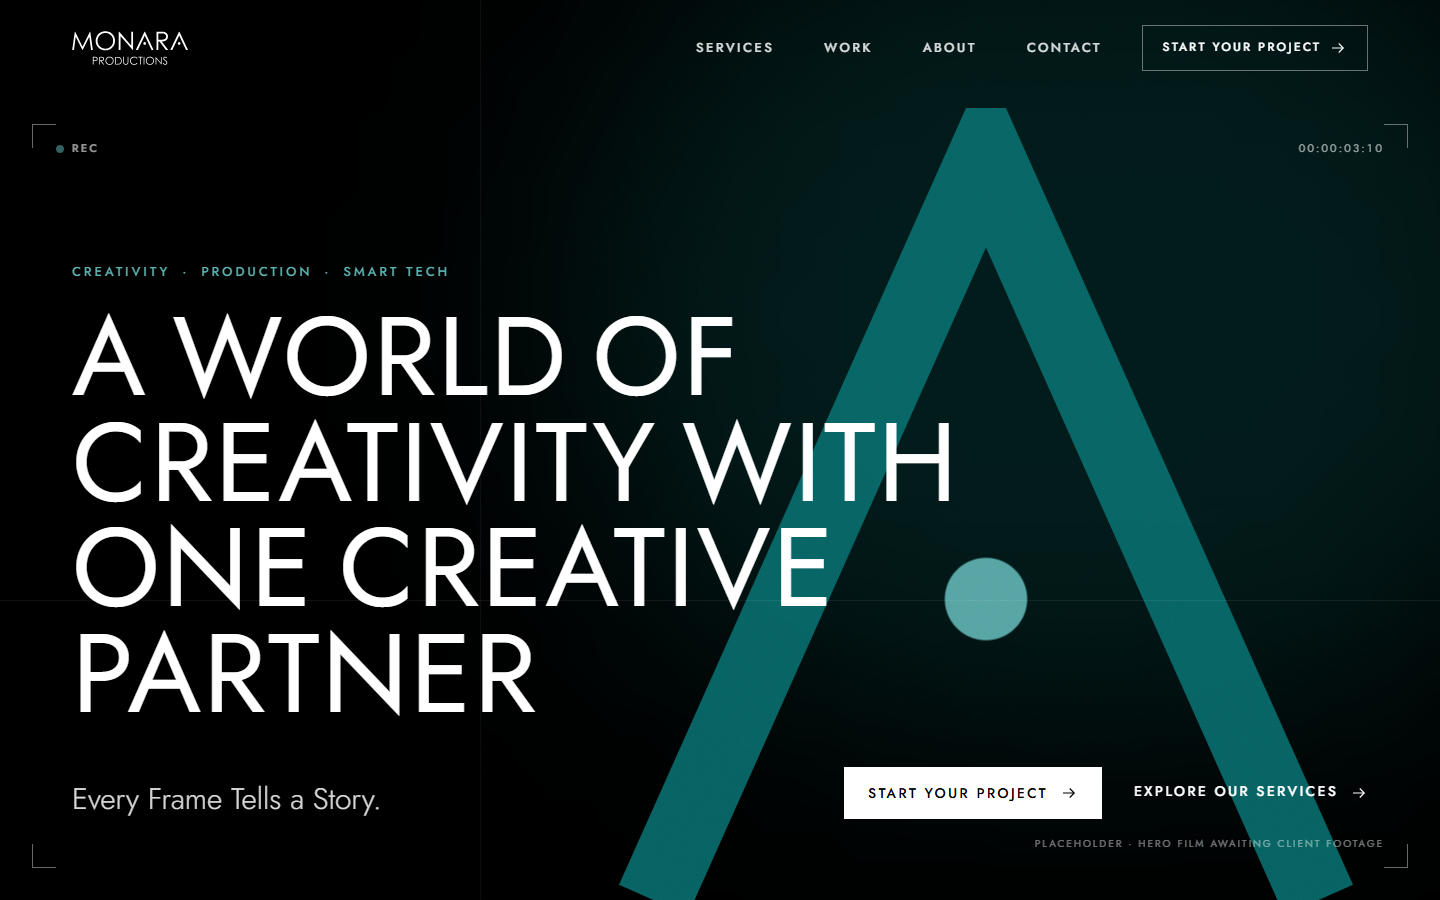 MONARA
PRODUCTIONS
SERVICES WORK ABOUT CONTACT START YOUR PROJECT →
REC
00:00:03:10
CREATIVITY · PRODUCTION · SMART TECH
A WORLD OF
CREATIVITY WITH
ONE CREATIVE
PARTNER
Every Frame Tells a Story.
START YOUR PROJECT →
EXPLORE OUR SERVICES →
PLACEHOLDER · HERO FILM AWAITING CLIENT FOOTAGE